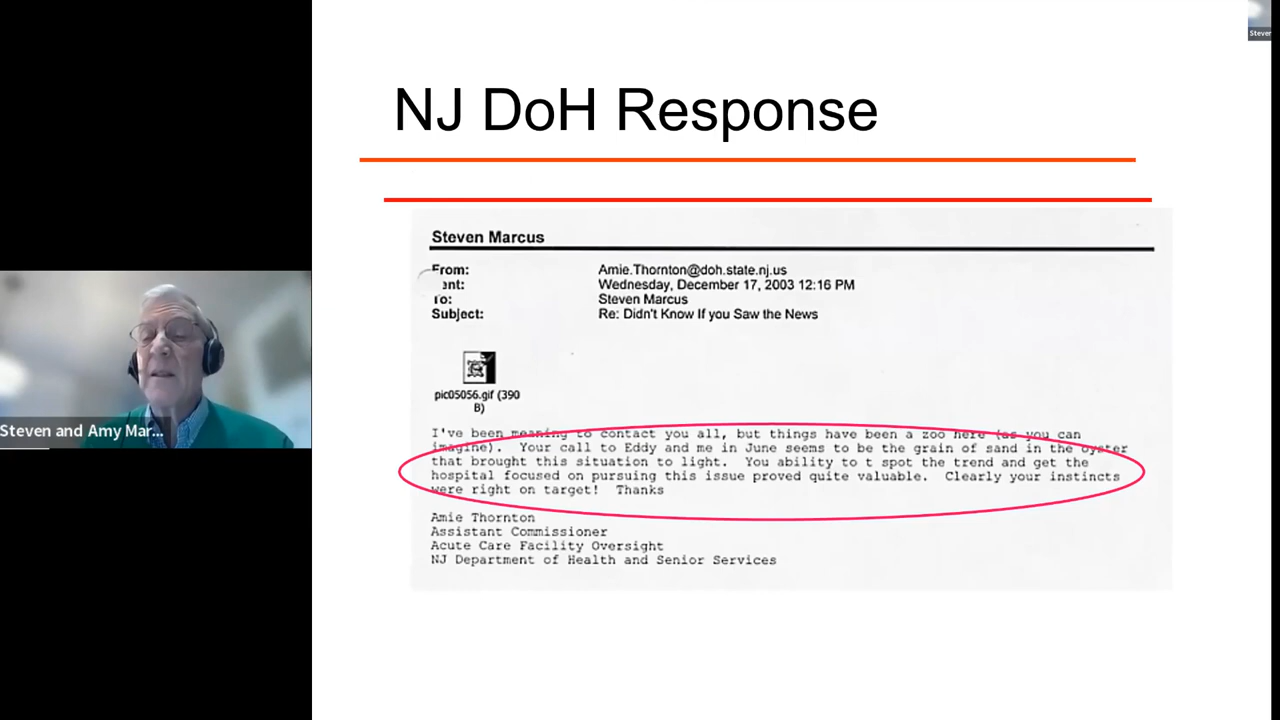 NJ DoH Response
Steven Marcus
From: Amie.Thornton@doh.state.nj.us
ent: Wednesday, December 17, 2003 12:16 PM
To: Steven Marcus
Subject: Re: Didn't Know If you Saw the News
pic05056.gif (390
B)
I've been meaning to contact you all, but things have been a zoo here (as you can
imagine). Your call to Eddy and me in June seems to be the grain of sand in the oyster
that brought this situation to light. You ability to t spot the trend and get the
hospital focused on pursuing this issue proved quite valuable. Clearly your instincts
were right on target! Thanks
Amie Thornton
Assistant Commissioner
Acute Care Facility Oversight
NJ Department of Health and Senior Services
Steven and Amy Mar...
Steven